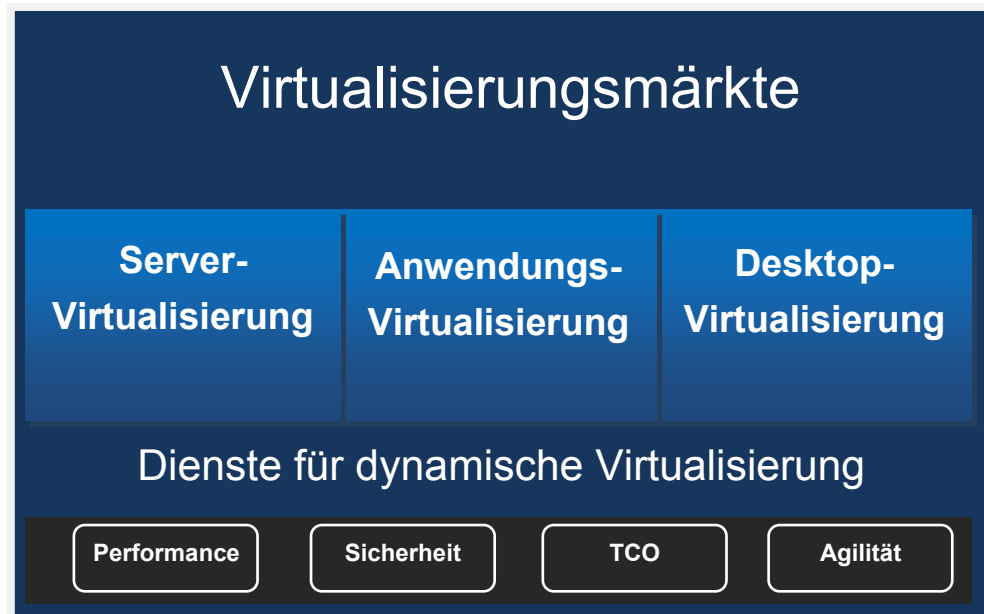 Virtualisierungsmärkte
Server-
Virtualisierung
Anwendungs-
Virtualisierung
Desktop-
Virtualisierung
Dienste für dynamische Virtualisierung
Performance
Sicherheit
TCO
Agilität